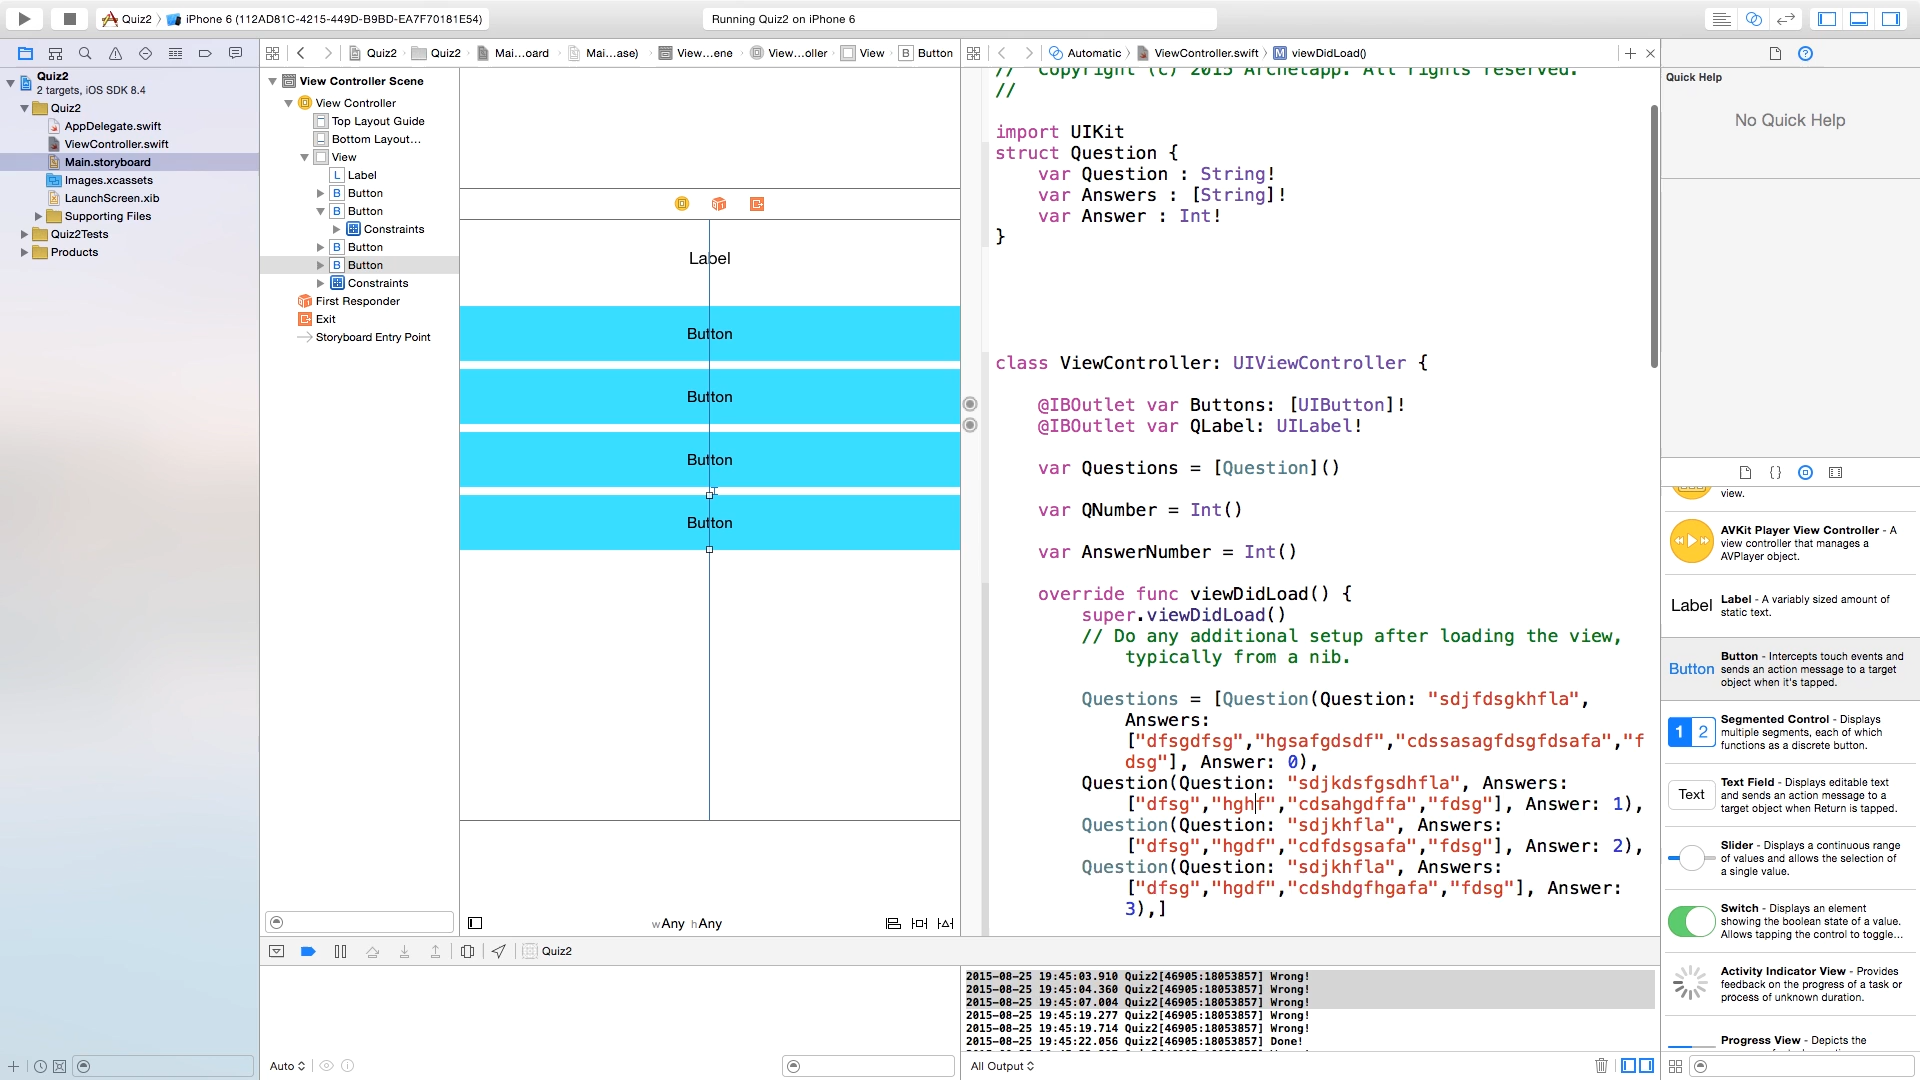 Quiz2 〉 iPhone 6 (112AD81C-4215-449D-B9BD-EA7F70181E54)
Running Quiz2 on iPhone 6
Quiz2
Quiz2
Mai...oard
Mai...ase)
View...ene
View...oller
View
B Button
Automatic
ViewController.swift
M viewDidLoad()
Quiz2
2 targets, iOS SDK 8.4
Quiz2
AppDelegate.swift
ViewController.swift
Main.storyboard
Images.xcassets
LaunchScreen.xib
Supporting Files
Quiz2Tests
Products
View Controller Scene
View Controller
Top Layout Guide
Bottom Layout...
View
L Label
B Button
B Button
Constraints
B Button
B Button
Constraints
First Responder
Exit
Storyboard Entry Point
Label
Button
Button
Button
Button
wAny hAny
// Copyright (c) 2015 Archetapp. All rights reserved.
//
import UIKit
struct Question {
var Question : String!
var Answers : [String]!
var Answer : Int!
}
class ViewController: UIViewController {
@IBOutlet var Buttons: [UIButton]!
@IBOutlet var QLabel: UILabel!
var Questions = [Question]()
var QNumber = Int()
var AnswerNumber = Int()
override func viewDidLoad() {
super.viewDidLoad()
// Do any additional setup after loading the view,
typically from a nib.
Questions = [Question(Question: "sdjfdsgkhfla",
Answers:
["dfsgdfsg","hgsafgdsdf","cdssasagfdsgfdsafa","f
dsg"], Answer: 0),
Question(Question: "sdjkdsfgsdhfla", Answers:
["dfsg","hghf","cdsahgdffa","fdsg"], Answer: 1),
Question(Question: "sdjkhfla", Answers:
["dfsg","hgdf","cdfdsgsafa","fdsg"], Answer: 2),
Question(Question: "sdjkhfla", Answers:
["dfsg","hgdf","cdshdgfhgafa","fdsg"], Answer:
3),]
Quick Help
No Quick Help
view.
AVKit Player View Controller - A
view controller that manages a
AVPlayer object.
Label
Label - A variably sized amount of
static text.
Button
Button - Intercepts touch events and
sends an action message to a target
object when it's tapped.
1 2
Segmented Control - Displays
multiple segments, each of which
functions as a discrete button.
Text
Text Field - Displays editable text
and sends an action message to a
target object when Return is tapped.
Slider - Displays a continuous range
of values and allows the selection of
a single value.
Switch - Displays an element
showing the boolean state of a value.
Allows tapping the control to toggle...
Activity Indicator View - Provides
feedback on the progress of a task or
process of unknown duration.
Progress View - Depicts the
Quiz2
2015-08-25 19:45:03.910 Quiz2[46905:18053857] Wrong!
2015-08-25 19:45:04.360 Quiz2[46905:18053857] Wrong!
2015-08-25 19:45:07.004 Quiz2[46905:18053857] Wrong!
2015-08-25 19:45:19.277 Quiz2[46905:18053857] Wrong!
2015-08-25 19:45:19.714 Quiz2[46905:18053857] Wrong!
2015-08-25 19:45:22.056 Quiz2[46905:18053857] Done!
Auto
All Output